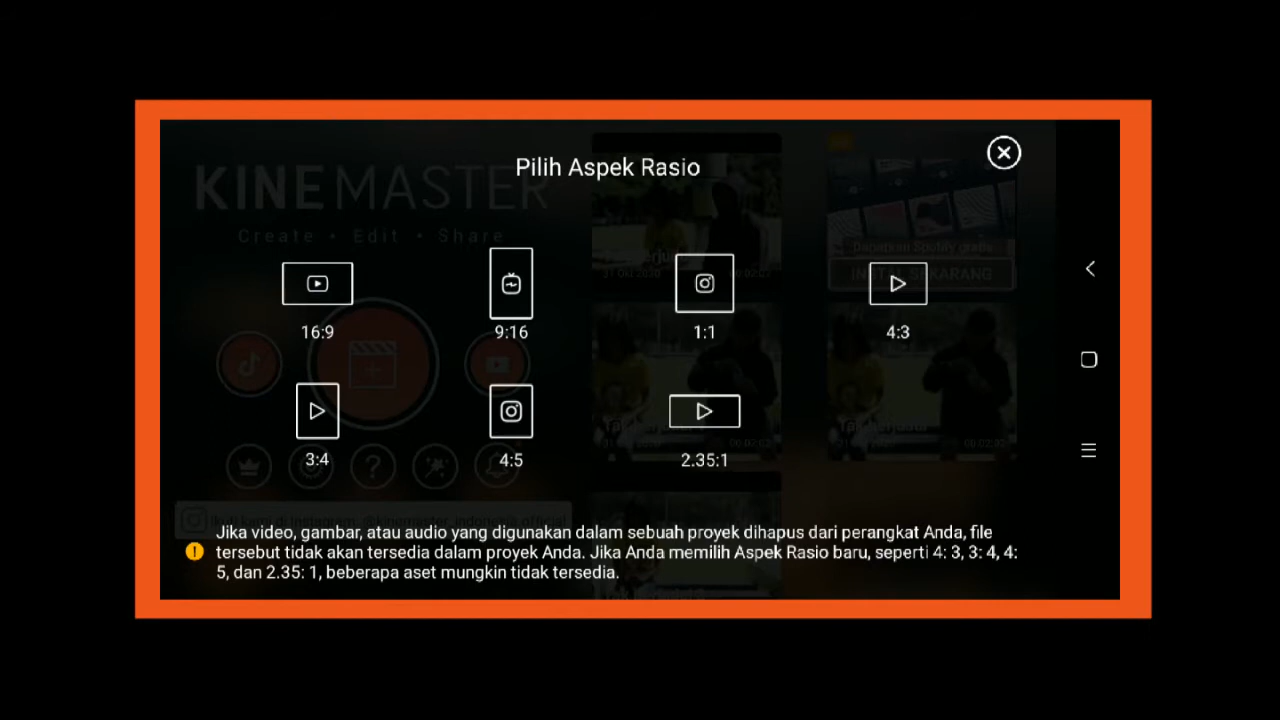 Pilih Aspek Rasio
KINEMASTER
Create • Edit • Share
16:9
9:16
1:1
4:3
INSTAL SEKARANG
3:4
4:5
2.35:1
Jika video, gambar, atau audio yang digunakan dalam sebuah proyek dihapus dari perangkat Anda, file
tersebut tidak akan tersedia dalam proyek Anda. Jika Anda memilih Aspek Rasio baru, seperti 4: 3, 3: 4, 4:
5, dan 2.35: 1, beberapa aset mungkin tidak tersedia.